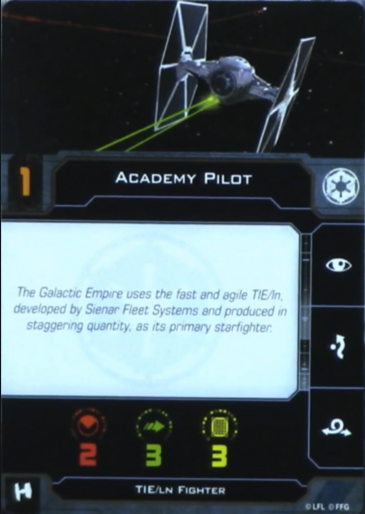 1
ACADEMY PILOT
The Galactic Empire uses the fast and agile TIE/ln,
developed by Sienar Fleet Systems and produced in
staggering quantity, as its primary starfighter.
2 3 3
TIE/LN FIGHTER
©LFL ©FFG